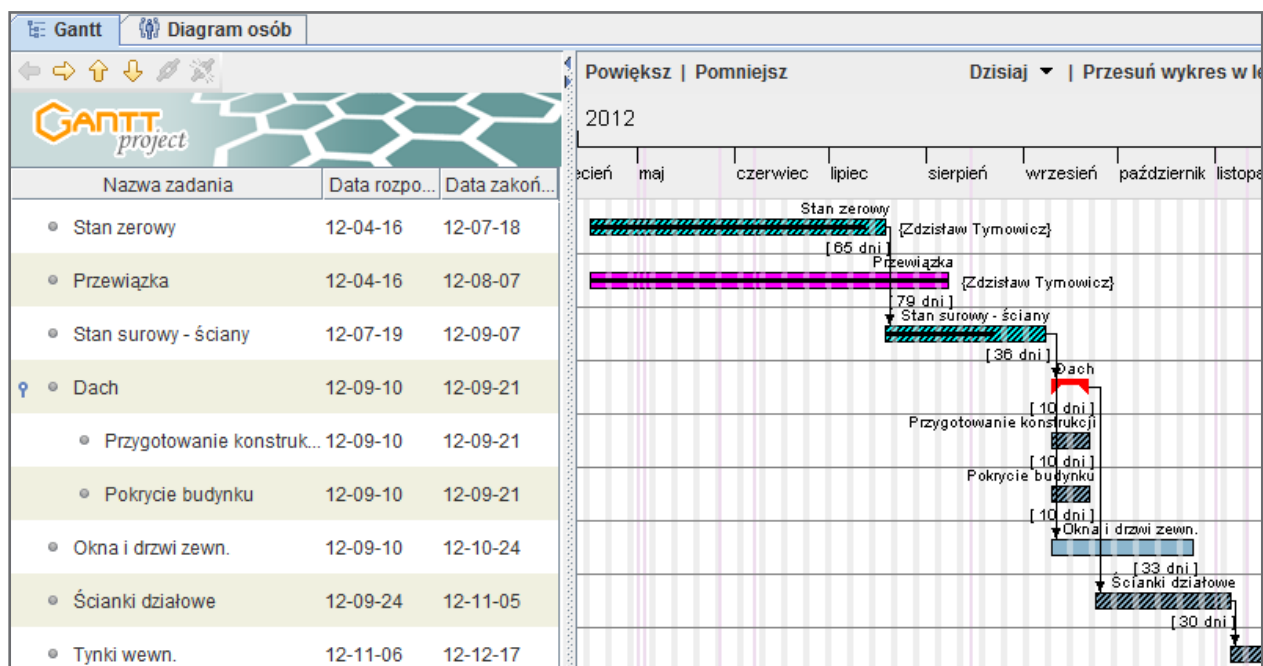 Gantt Diagram osób
Powiększ | Pomniejsz Dzisiaj | Przesuń wykres w le
GANTT project
2012
Nazwa zadania Data rozpo... Data zakoń...
ecień maj czerwiec lipiec sierpień wrzesień październik listopa
Stan zerowy 12-04-16 12-07-18
Stan zerowy
{Zdzisław Tymowicz}
[ 65 dni ]
Przewiązka 12-04-16 12-08-07
Przewiązka
{Zdzisław Tymowicz}
[ 79 dni ]
Stan surowy - ściany 12-07-19 12-09-07
Stan surowy - ściany
[ 36 dni ]
Dach 12-09-10 12-09-21
Dach
[ 10 dni ]
Przygotowanie konstruk... 12-09-10 12-09-21
Przygotowanie konstrukcji
[ 10 dni ]
Pokrycie budynku 12-09-10 12-09-21
Pokrycie budynku
[ 10 dni ]
Okna i drzwi zewn. 12-09-10 12-10-24
Okna i drzwi zewn.
[ 33 dni ]
Ścianki działowe 12-09-24 12-11-05
Ścianki działowe
[ 30 dni ]
Tynki wewn. 12-11-06 12-12-17